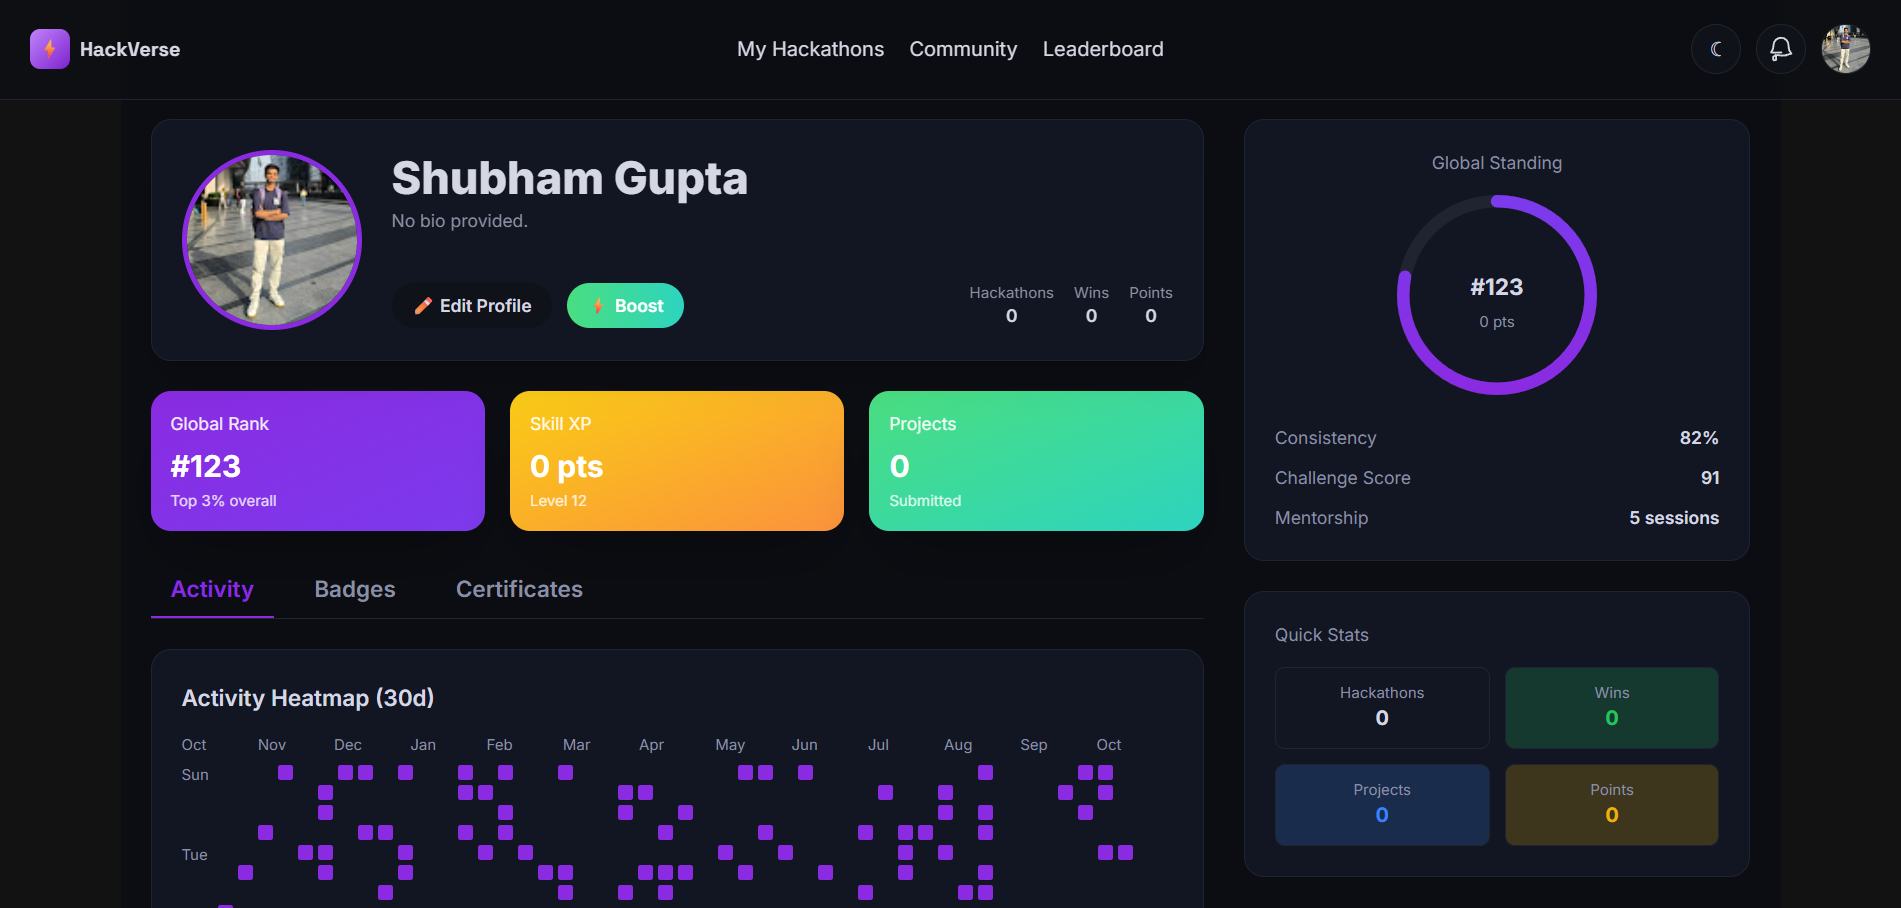 HackVerse
My Hackathons Community Leaderboard
Shubham Gupta
No bio provided.
Edit Profile
Boost
Hackathons Wins Points
0 0 0
Global Rank
#123
Top 3% overall
Skill XP
0 pts
Level 12
Projects
0
Submitted
Activity Badges Certificates
Activity Heatmap (30d)
Oct Nov Dec Jan Feb Mar Apr May Jun Jul Aug Sep Oct
Sun
Tue
Global Standing
#123
0 pts
Consistency 82%
Challenge Score 91
Mentorship 5 sessions
Quick Stats
Hackathons
0
Wins
0
Projects
0
Points
0